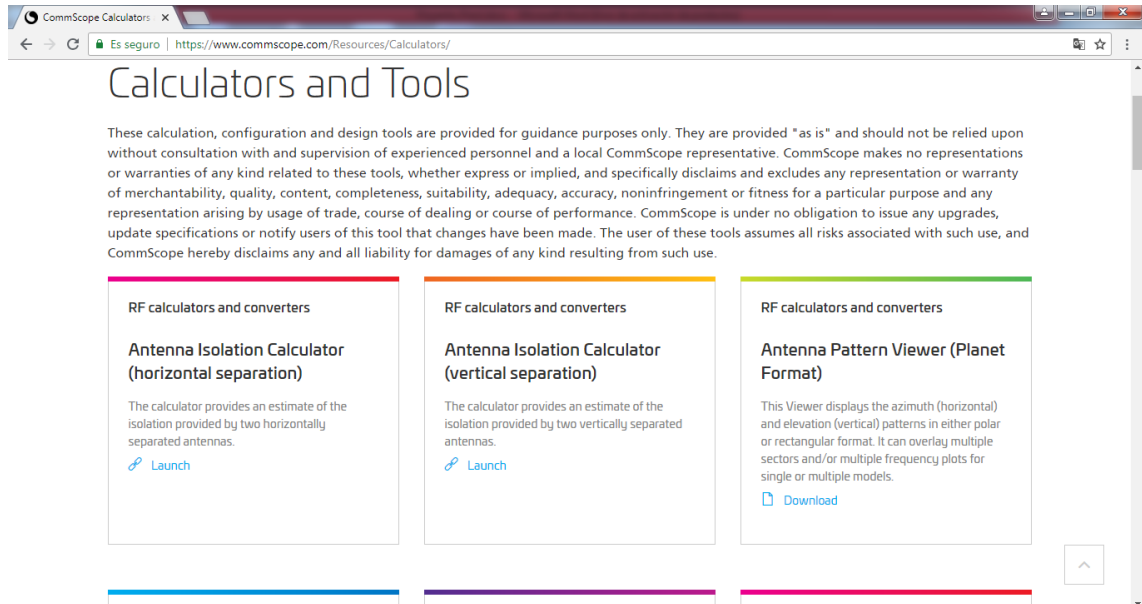 CommScope Calculators
Es seguro
https://www.commscope.com/Resources/Calculators/
Calculators and Tools
These calculation, configuration and design tools are provided for guidance purposes only. They are provided "as is" and should not be relied upon
without consultation with and supervision of experienced personnel and a local CommScope representative. CommScope makes no representations
or warranties of any kind related to these tools, whether express or implied, and specifically disclaims and excludes any representation or warranty
of merchantability, quality, content, completeness, suitability, adequacy, accuracy, noninfringement or fitness for a particular purpose and any
representation arising by usage of trade, course of dealing or course of performance. CommScope is under no obligation to issue any upgrades,
update specifications or notify users of this tool that changes have been made. The user of these tools assumes all risks associated with such use, and
CommScope hereby disclaims any and all liability for damages of any kind resulting from such use.
RF calculators and converters
Antenna Isolation Calculator
(horizontal separation)
The calculator provides an estimate of the
isolation provided by two horizontally
separated antennas.
Launch
RF calculators and converters
Antenna Isolation Calculator
(vertical separation)
The calculator provides an estimate of the
isolation provided by two vertically separated
antennas.
Launch
RF calculators and converters
Antenna Pattern Viewer (Planet
Format)
This Viewer displays the azimuth (horizontal)
and elevation (vertical) patterns in either polar
or rectangular format. It can overlay multiple
sectors and/or multiple frequency plots for
single or multiple models.
Download